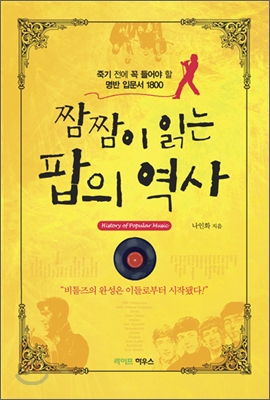 죽기 전에 꼭 들어야 할
명반 입문서 1800
짬짬이 읽는
팝의 역사
History of Popular Music
나인화 지음
"비틀즈의 완성은 이들로부터 시작됐다!"
라이프 하우스